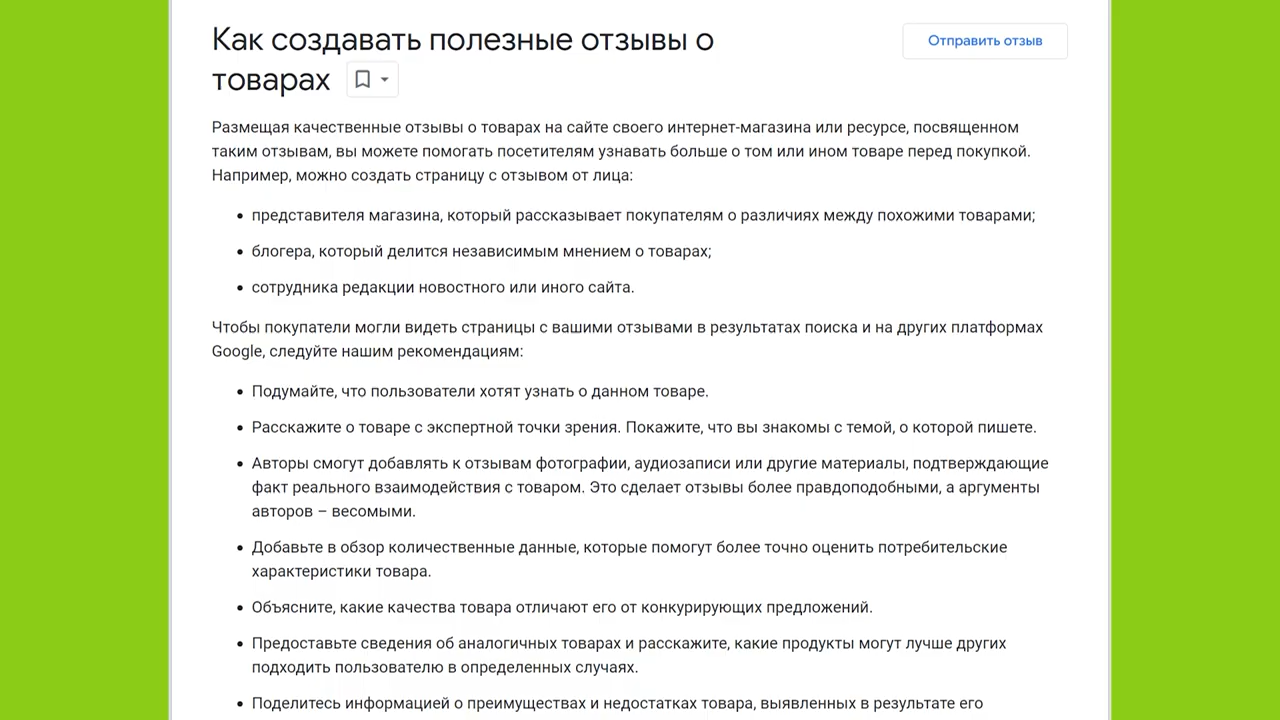 Как создавать полезные отзывы о
товарах
Отправить отзыв
Размещая качественные отзывы о товарах на сайте своего интернет-магазина или ресурсе, посвященном
таким отзывам, вы можете помогать посетителям узнавать больше о том или ином товаре перед покупкой.
Например, можно создать страницу с отзывом от лица:
• представителя магазина, который рассказывает покупателям о различиях между похожими товарами;
• блогера, который делится независимым мнением о товарах;
• сотрудника редакции новостного или иного сайта.
Чтобы покупатели могли видеть страницы с вашими отзывами в результатах поиска и на других платформах
Google, следуйте нашим рекомендациям:
• Подумайте, что пользователи хотят узнать о данном товаре.
• Расскажите о товаре с экспертной точки зрения. Покажите, что вы знакомы с темой, о которой пишете.
• Авторы смогут добавлять к отзывам фотографии, аудиозаписи или другие материалы, подтверждающие
факт реального взаимодействия с товаром. Это сделает отзывы более правдоподобными, а аргументы
авторов – весомыми.
• Добавьте в обзор количественные данные, которые помогут более точно оценить потребительские
характеристики товара.
• Объясните, какие качества товара отличают его от конкурирующих предложений.
• Предоставьте сведения об аналогичных товарах и расскажите, какие продукты могут лучше других
подходить пользователю в определенных случаях.
• Поделитесь информацией о преимуществах и недостатках товара, выявленных в результате его